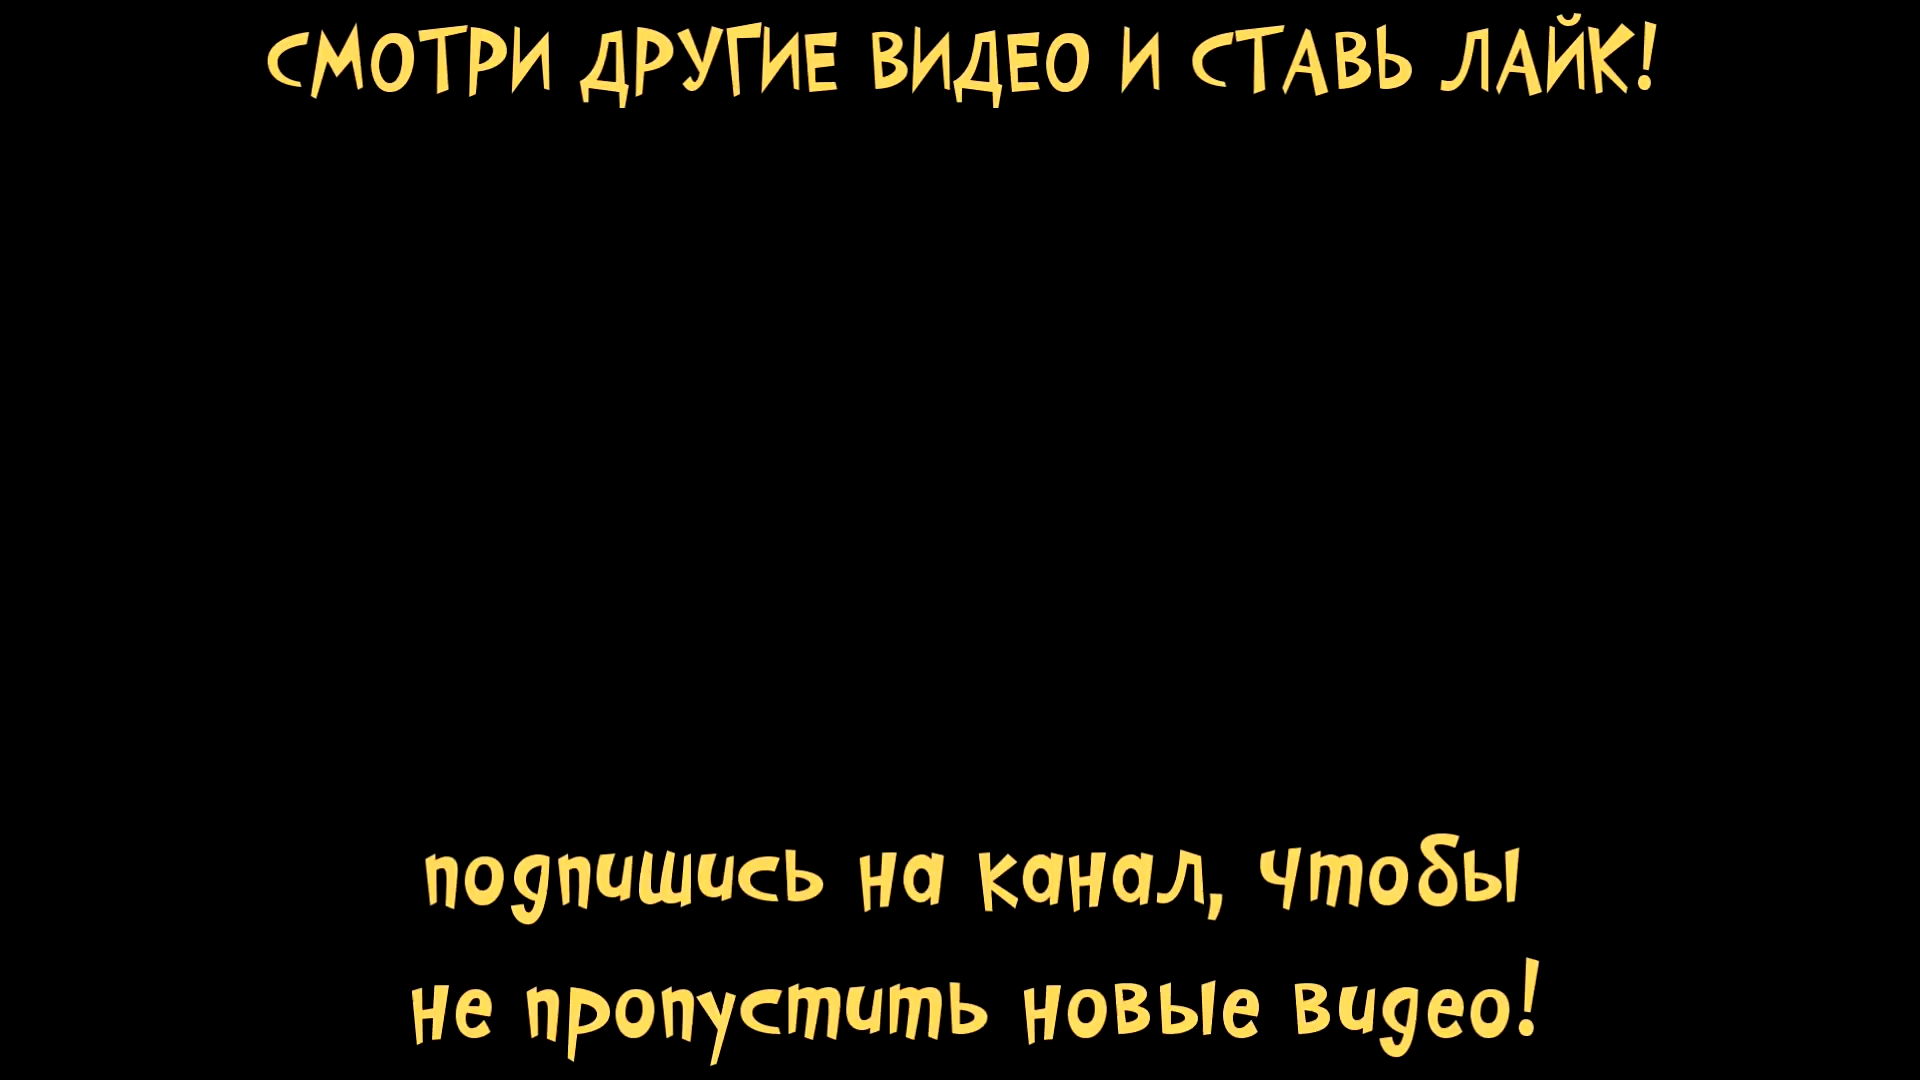 СМОТРИ ДРУГИЕ ВИДЕО И СТАВЬ ЛАЙК!
подпишись на канал, чтобы
не пропустить новые видео!